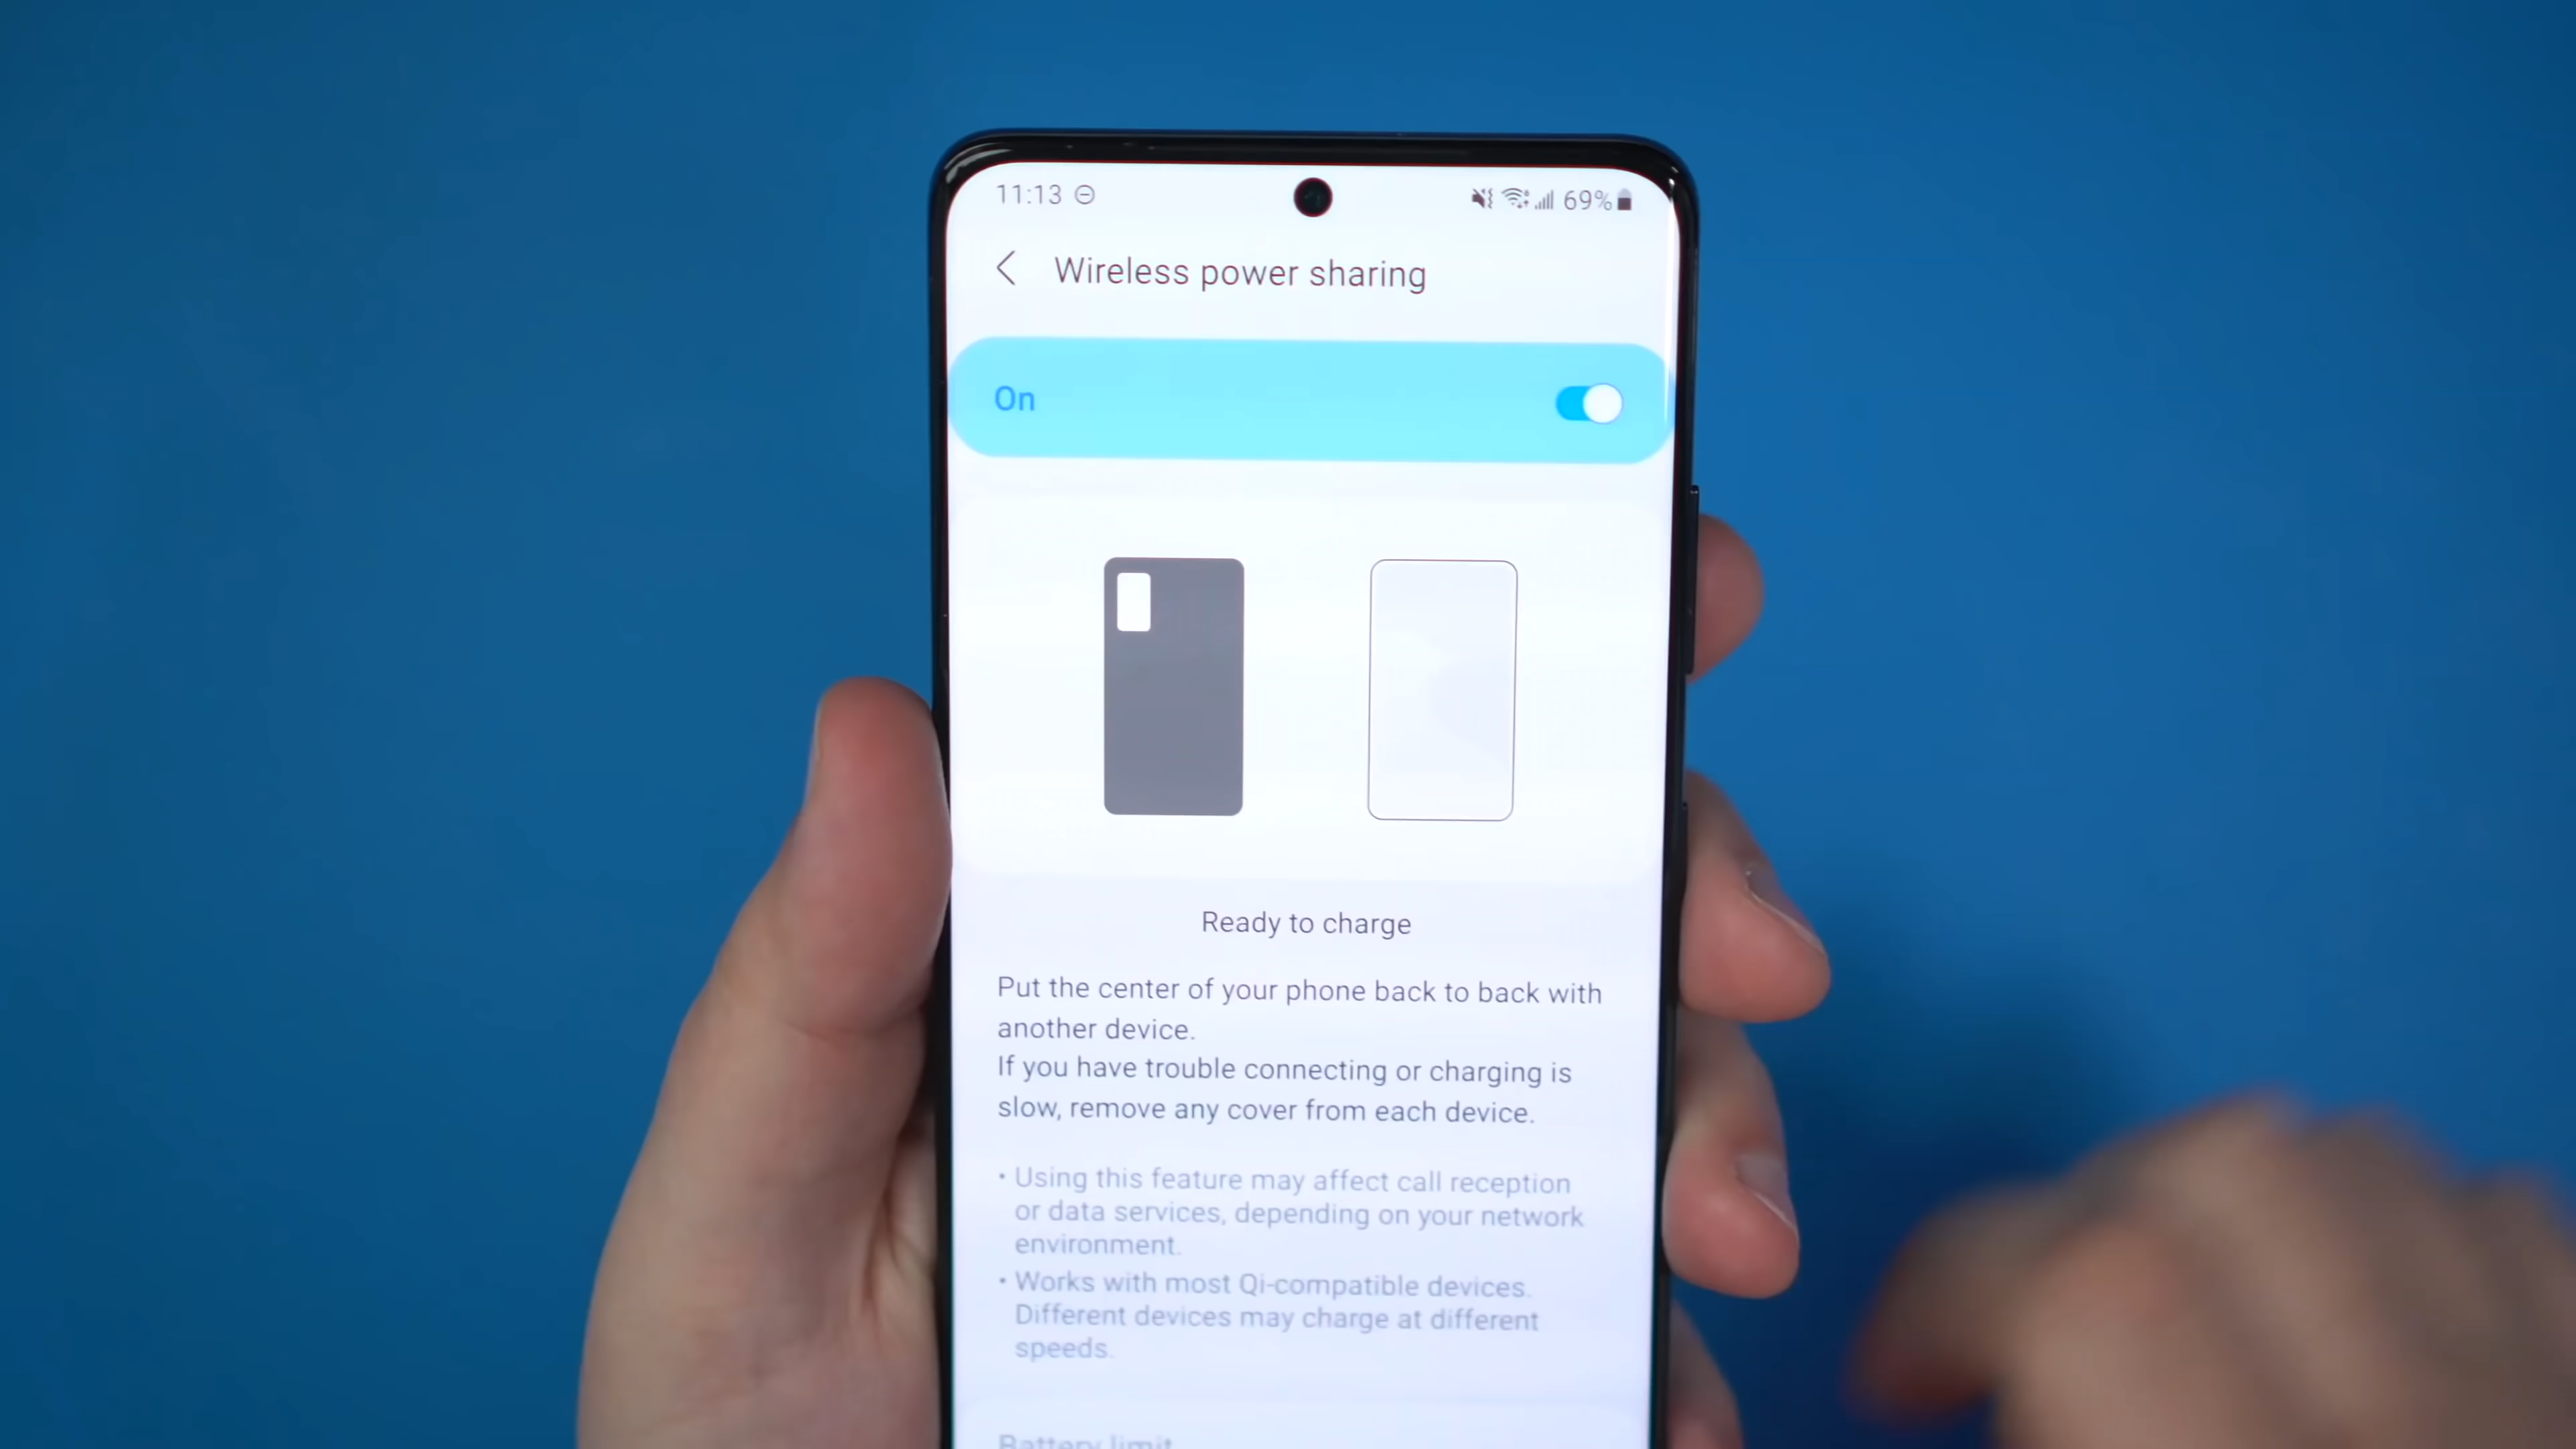 11:13 69%
Wireless power sharing
On
Ready to charge
Put the center of your phone back to back with
another device.
If you have trouble connecting or charging is
slow, remove any cover from each device.
• Using this feature may affect call reception
or data services, depending on your network
environment.
• Works with most Qi-compatible devices.
Different devices may charge at different
speeds.
Battery limit